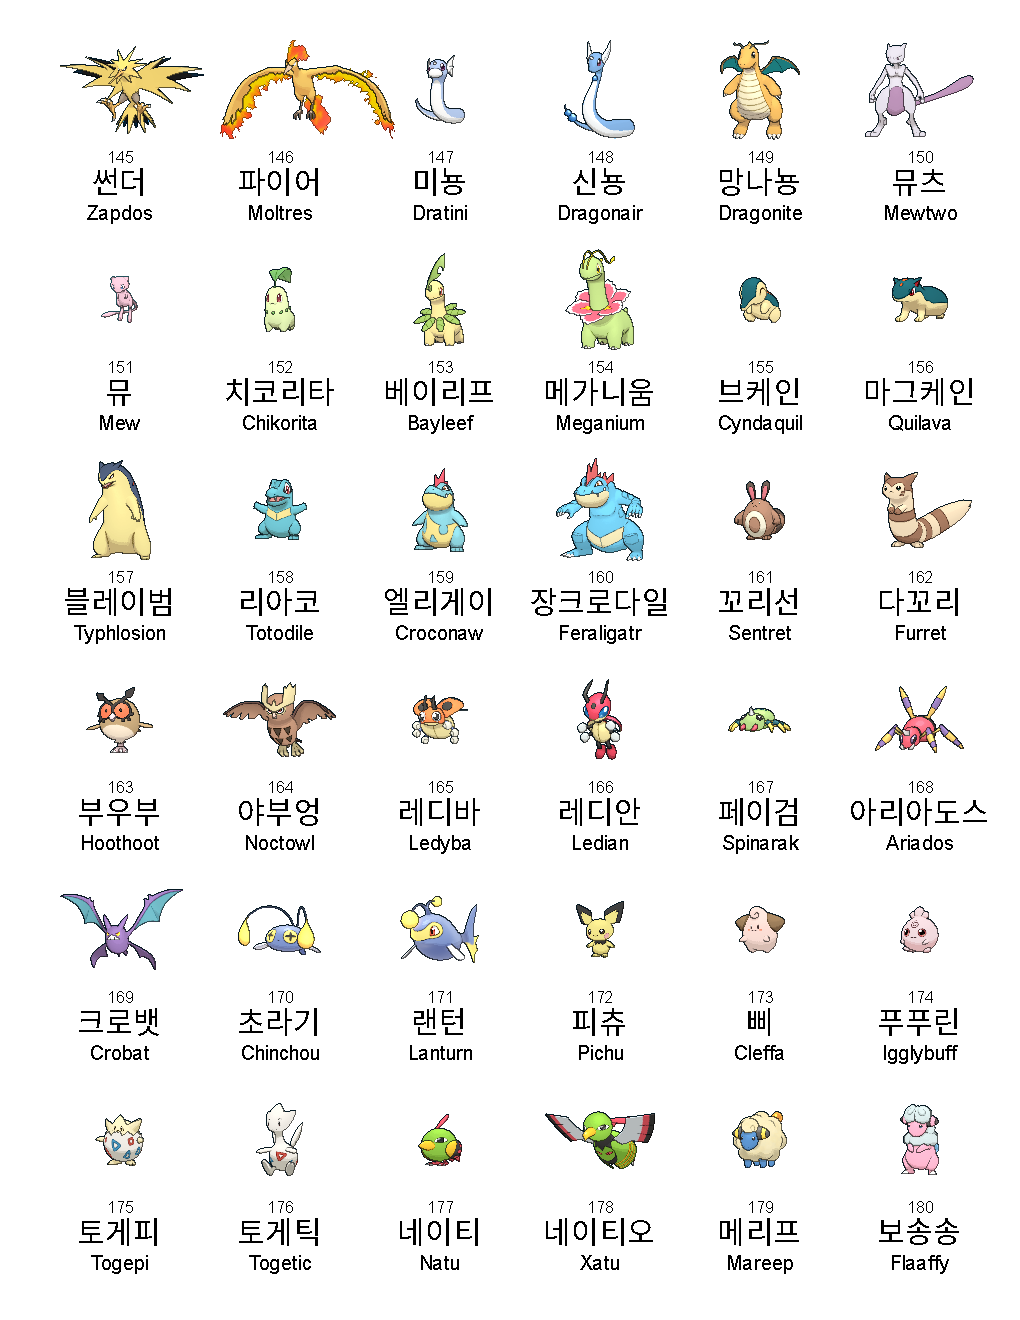 145 146 147 148 149 150
썬더 파이어 미뇽 신뇽 망나뇽 뮤츠
Zapdos Moltres Dratini Dragonair Dragonite Mewtwo
151 152 153 154 155 156
뮤 치코리타 베이리프 메가니움 브케인 마그케인
Mew Chikorita Bayleef Meganium Cyndaquil Quilava
157 158 159 160 161 162
블레이범 리아코 엘리게이 장크로다일 꼬리선 다꼬리
Typhlosion Totodile Croconaw Feraligatr Sentret Furret
163 164 165 166 167 168
부우부 야부엉 레디바 레디안 페이검 아리아도스
Hoothoot Noctowl Ledyba Ledian Spinarak Ariados
169 170 171 172 173 174
크로뱃 초라기 랜턴 피츄 삐 푸푸린
Crobat Chinchou Lanturn Pichu Cleffa Igglybuff
175 176 177 178 179 180
토게피 토게틱 네이티 네이티오 메리프 보송송
Togepi Togetic Natu Xatu Mareep Flaaffy